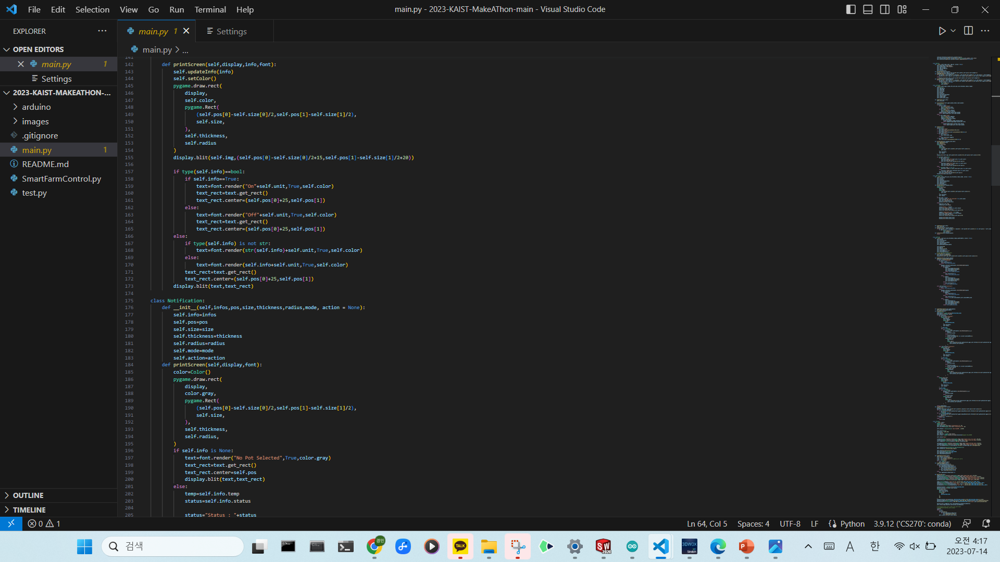 File Edit Selection View Go Run Terminal Help
main.py - 2023-KAIST-MakeAThon-main - Visual Studio Code
EXPLORER
OPEN EDITORS
main.py 1
Settings
2023-KAIST-MAKEATHON-...
arduino
images
.gitignore
main.py 1
README.md
SmartFarmControl.py
test.py
OUTLINE
TIMELINE
main.py 1
Settings
main.py > ...
141
142 def printScreen(self,display,info,font):
143 self.updateInfo(info)
144 self.setColor()
145 pygame.draw.rect(
146 display,
147 self.color,
148 pygame.Rect(
149 (self.pos[0]-self.size[0]/2,self.pos[1]-self.size[1]/2),
150 self.size,
151 ),
152 self.thickness,
153 self.radius
154 )
155 display.blit(self.img,(self.pos[0]-self.size[0]/2+15,self.pos[1]-self.size[1]/2+20))
156
157 if type(self.info)==bool:
158 if self.info==True:
159 text=font.render("On"+self.unit,True,self.color)
160 text_rect=text.get_rect()
161 text_rect.center=(self.pos[0]+25,self.pos[1])
162 else:
163 text=font.render("Off"+self.unit,True,self.color)
164 text_rect=text.get_rect()
165 text_rect.center=(self.pos[0]+25,self.pos[1])
166 else:
167 if type(self.info) is not str:
168 text=font.render(str(self.info)+self.unit,True,self.color)
169 else:
170 text=font.render(self.info+self.unit,True,self.color)
171 text_rect=text.get_rect()
172 text_rect.center=(self.pos[0]+25,self.pos[1])
173 display.blit(text,text_rect)
174
175 class Notification:
176 def __init__(self,infos,pos,size,thickness,radius,mode, action = None):
177 self.info=infos
178 self.pos=pos
179 self.size=size
180 self.thickness=thickness
181 self.radius=radius
182 self.mode=mode
183 self.action=action
184 def printScreen(self,display,font):
185 color=Color()
186 pygame.draw.rect(
187 display,
188 color.gray,
189 pygame.Rect(
190 (self.pos[0]-self.size[0]/2,self.pos[1]-self.size[1]/2),
191 self.size,
192 ),
193 self.thickness,
194 self.radius,
195 )
196 if self.info is None:
197 text=font.render("No Pot Selected",True,color.gray)
198 text_rect=text.get_rect()
199 text_rect.center=self.pos
200 display.blit(text,text_rect)
201 else:
202 temp=self.info.temp
203 status=self.info.status
204
205 status="Status : "+status
0 1
Ln 64, Col 5 Spaces: 4 UTF-8 LF Python 3.9.12 ('CS270': conda)
검색
경민
TALK
SW
2020
3DWOX
Sindoh
P
A
한
오전 4:17
2023-07-14